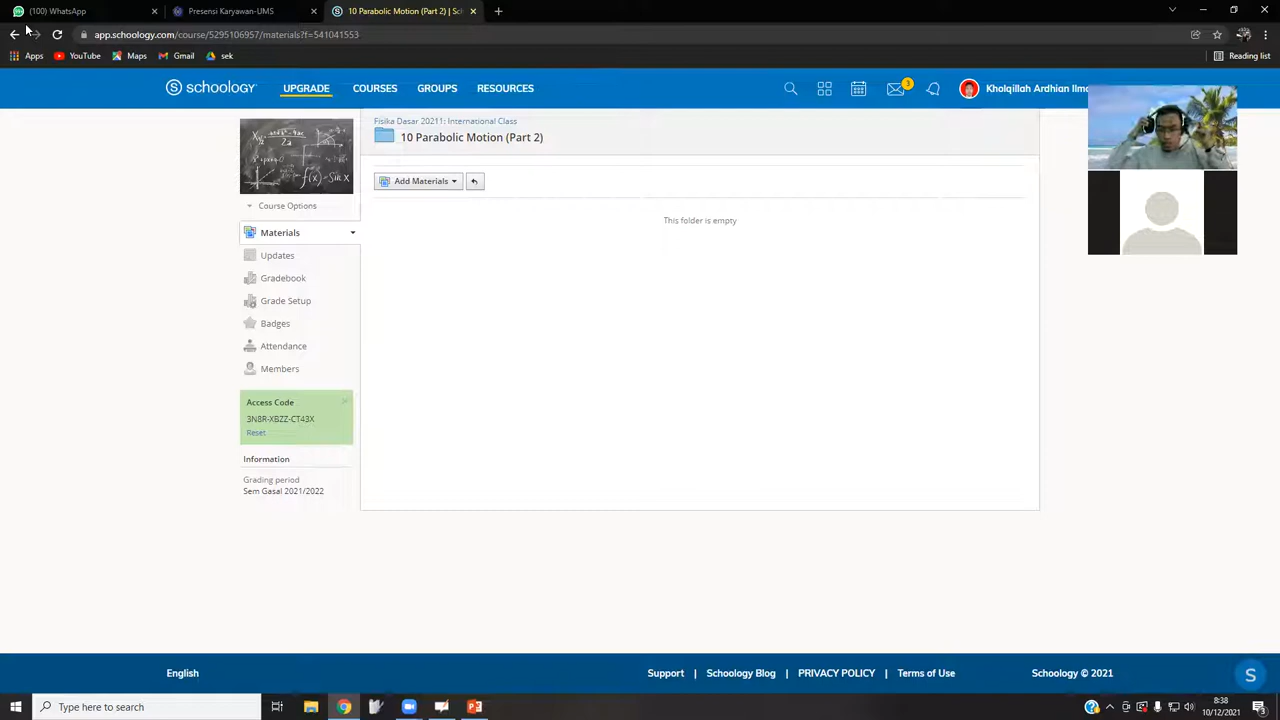 (100) WhatsApp
Presensi Karyawan-UMS
10 Parabolic Motion (Part 2) | Sch
app.schoology.com/course/5295106957/materials?f=541041553
Apps
YouTube
Maps
Gmail
sek
Reading list
S schoology
UPGRADE
COURSES
GROUPS
RESOURCES
3
Kholqillah Ardhian Ilma
Fisika Dasar 20211: International Class
10 Parabolic Motion (Part 2)
Add Materials
This folder is empty
Course Options
Materials
Updates
Gradebook
Grade Setup
Badges
Attendance
Members
Access Code
3N8R-XBZZ-CT43X
Reset
Information
Grading period
Sem Gasal 2021/2022
English
Support | Schoology Blog | PRIVACY POLICY | Terms of Use
Schoology © 2021
S
Type here to search
8:38
10/12/2021
3